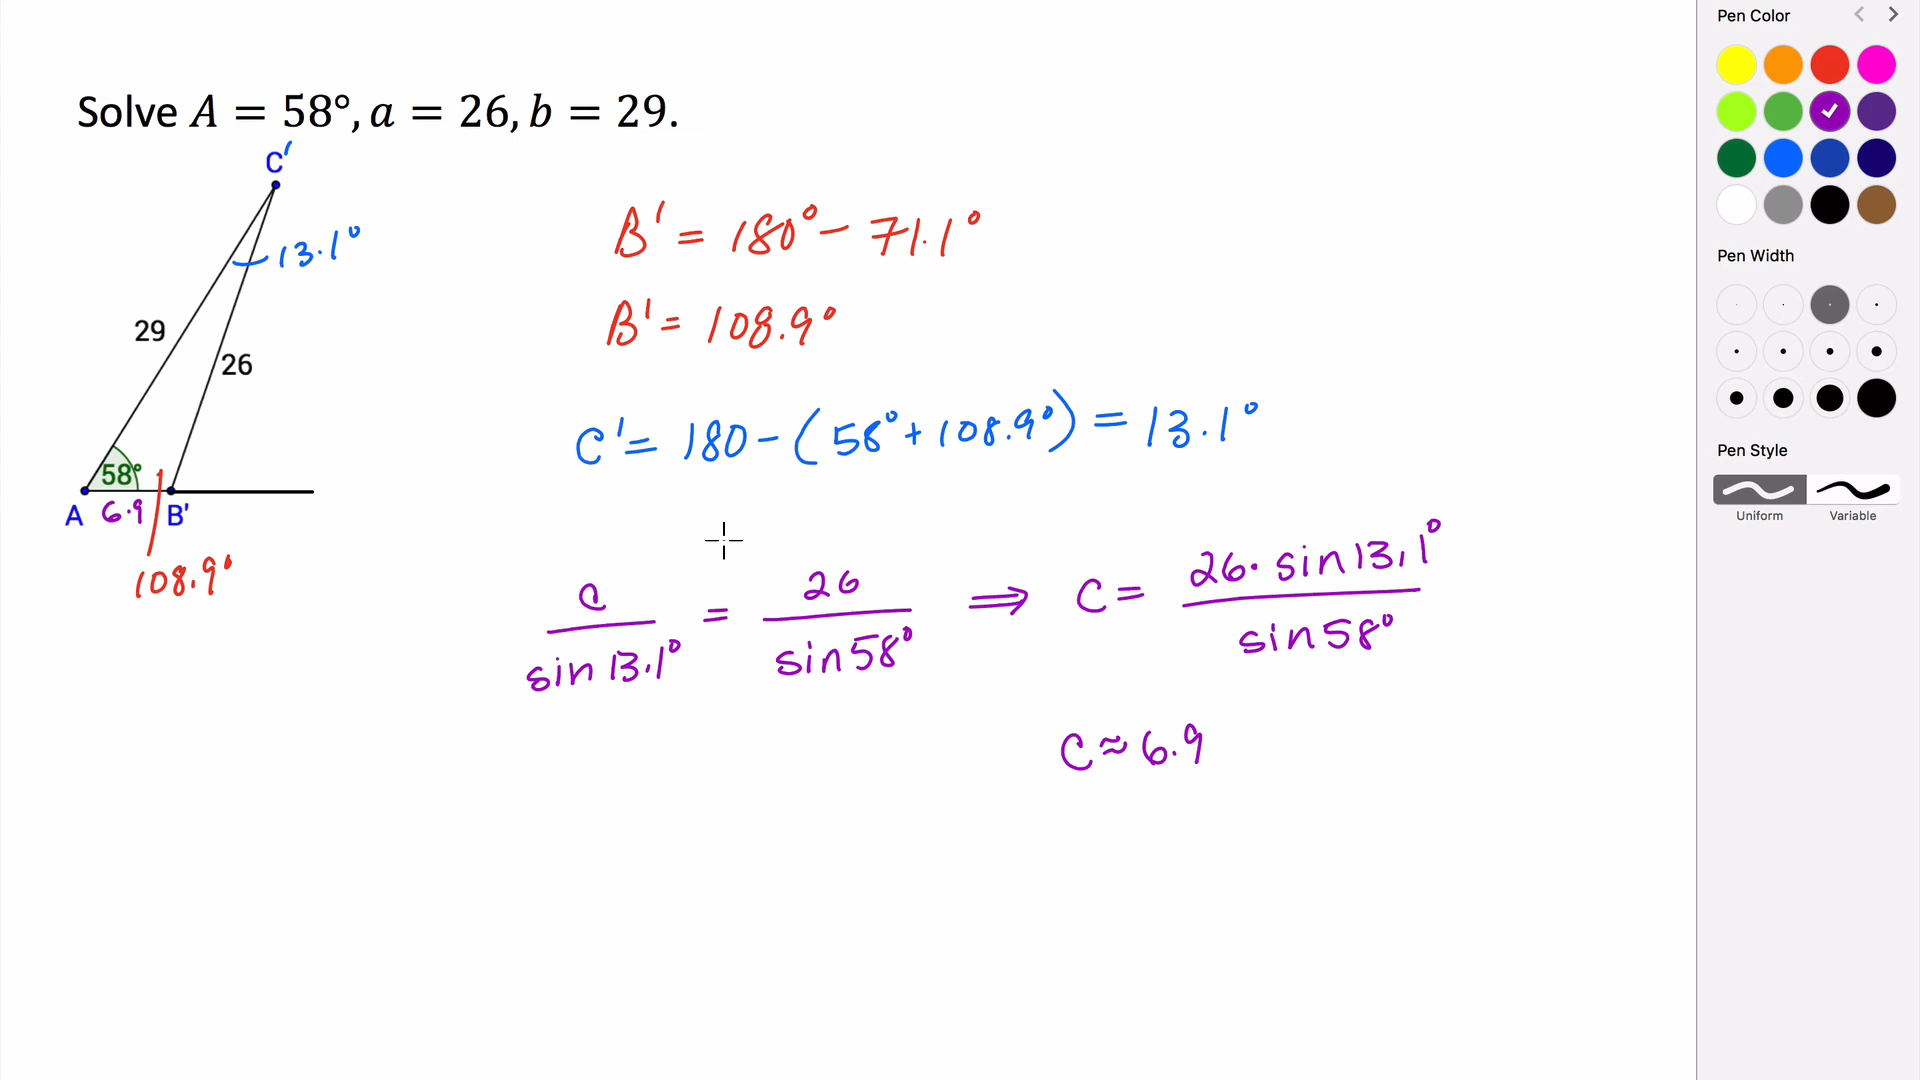 Solve A = 58°, a = 26, b = 29.
C'
13.1°
29
26
58°
A 6.9 B'
108.9°
B' = 180° - 71.1°
B' = 108.9°
C' = 180 - (58° + 108.9°) = 13.1°
c / sin 13.1° = 26 / sin 58° ⟹ c = 26 · sin 13.1° / sin 58°
c ≈ 6.9
Pen Color
Pen Width
Pen Style
Uniform Variable